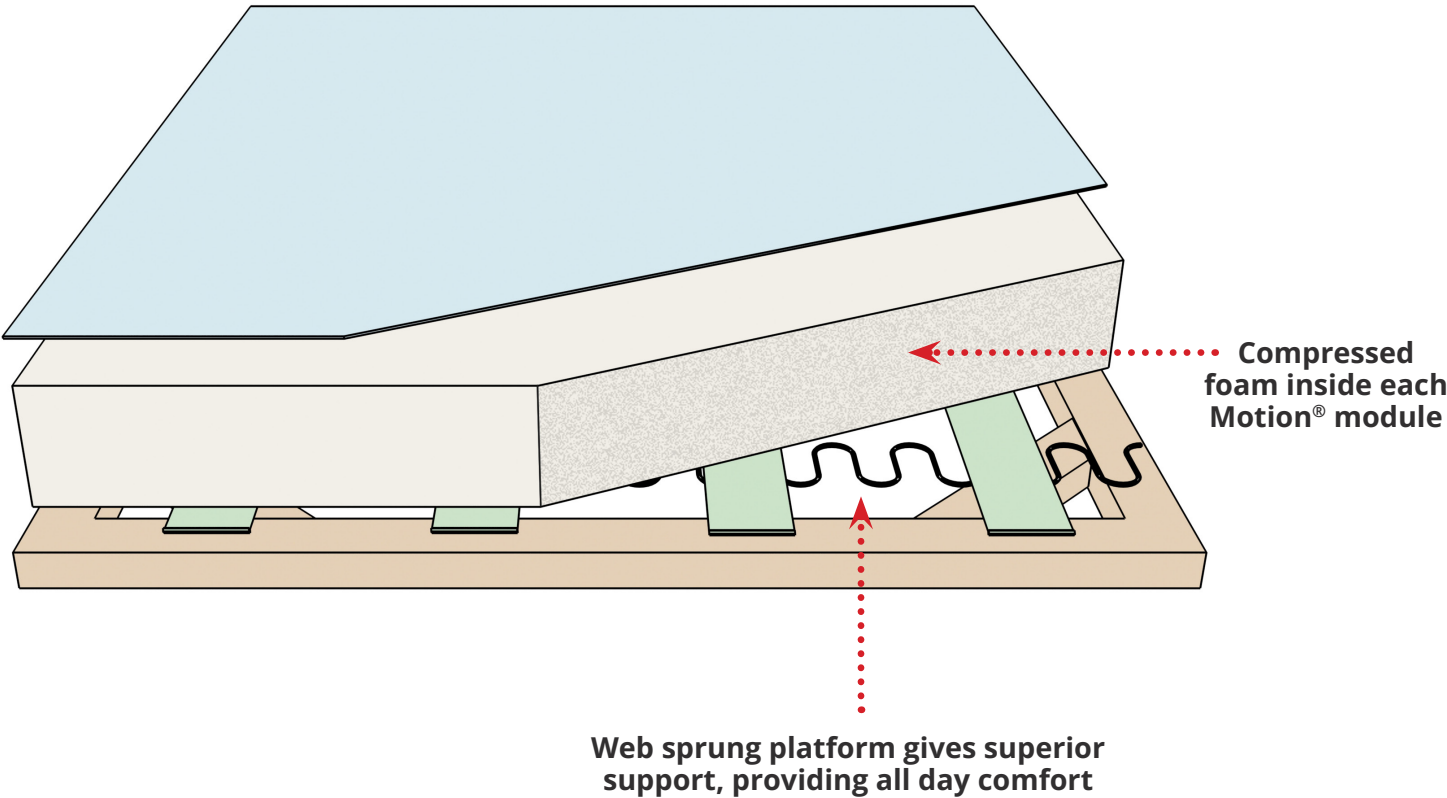 Compressed
foam inside each
Motion® module
Web sprung platform gives superior
support, providing all day comfort